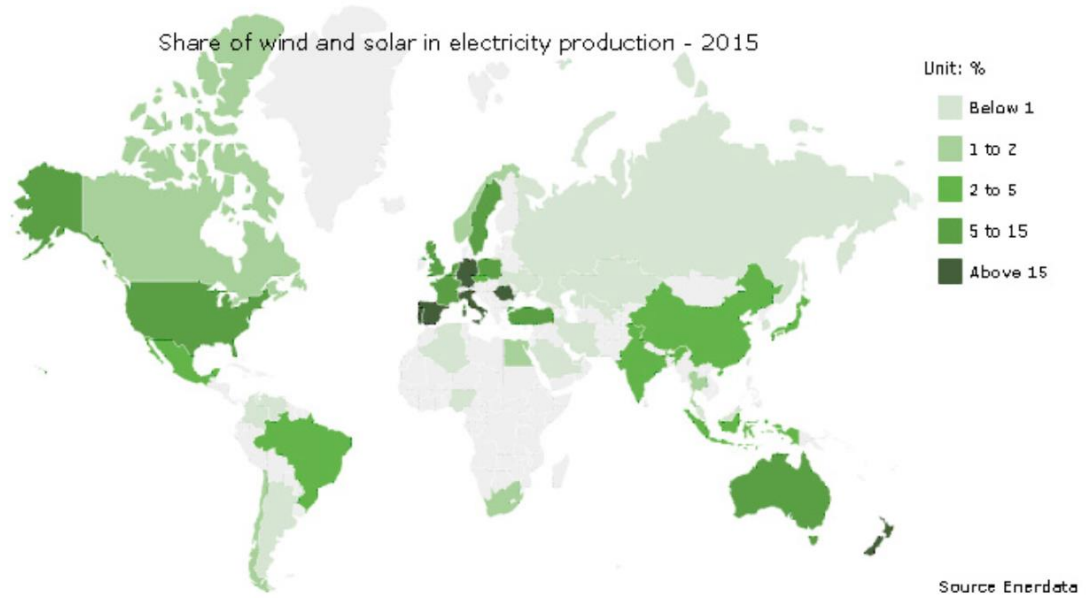 Share of wind and solar in electricity production - 2015
Unit: %
Below 1
1 to 2
2 to 5
5 to 15
Above 15
Source Enerdata